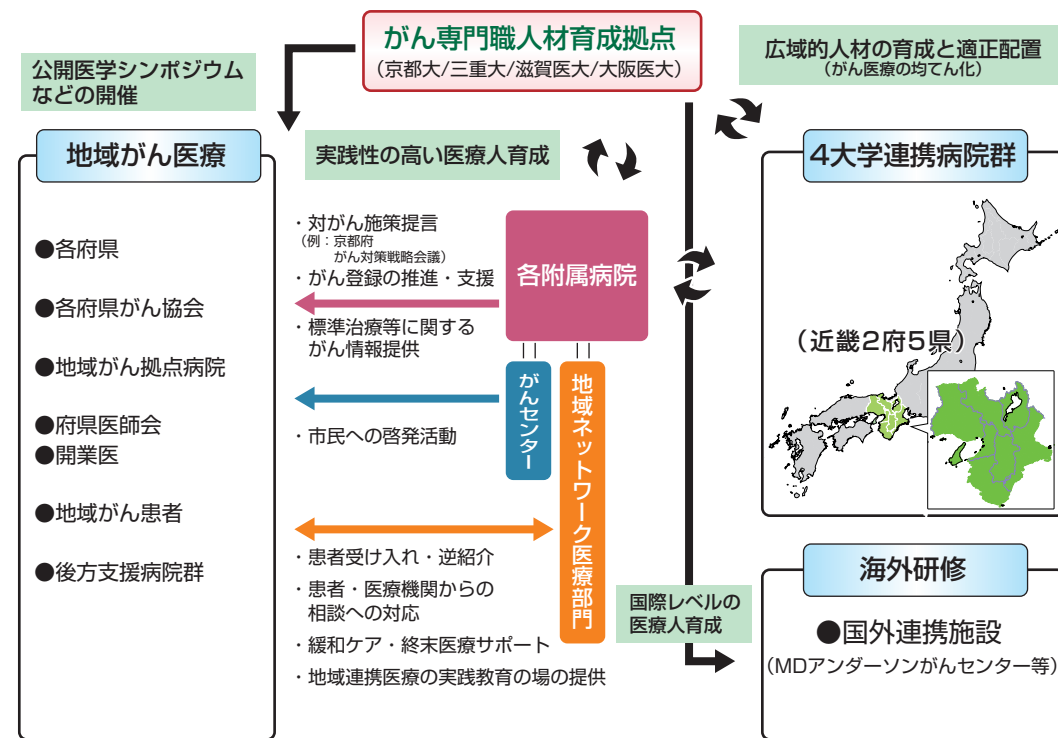 がん専門職人材育成拠点
(京都大/三重大/滋賀医大/大阪医大)
公開医学シンポジウム
などの開催
広域的人材の育成と適正配置
(がん医療の均てん化)
地域がん医療
●各府県
●各府県がん協会
●地域がん拠点病院
●府県医師会
●開業医
●地域がん患者
●後方支援病院群
実践性の高い医療人育成
・対がん施策提言
(例：京都府
がん対策戦略会議)
・がん登録の推進・支援
・標準治療等に関する
がん情報提供
・市民への啓発活動
・患者受け入れ・逆紹介
・患者・医療機関からの
相談への対応
・緩和ケア・終末医療サポート
・地域連携医療の実践教育の場の提供
各附属病院
がんセンター
地域ネットワーク医療部門
4大学連携病院群
(近畿2府5県)
国際レベルの
医療人育成
海外研修
●国外連携施設
(MDアンダーソンがんセンター等)